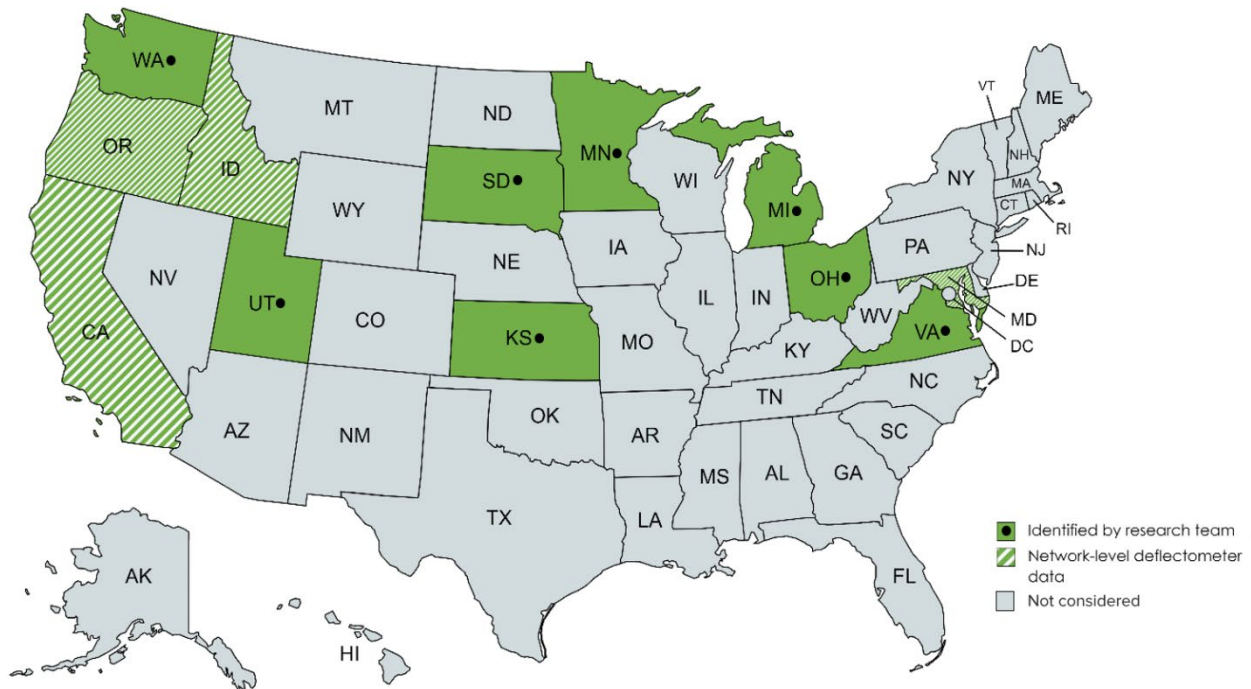 WA
MT
ND
MN
VT
ME
OR
ID
SD
WI
NH
NY
MA
WY
MI
CT
RI
IA
PA
NJ
NV
NE
OH
DE
UT
IL
IN
MD
CA
CO
WV
VA
DC
KS
MO
KY
NC
TN
AZ
NM
OK
AR
SC
MS
AL
GA
TX
LA
Identified by research team
Network-level deflectometer
data
FL
AK
Not considered
HI